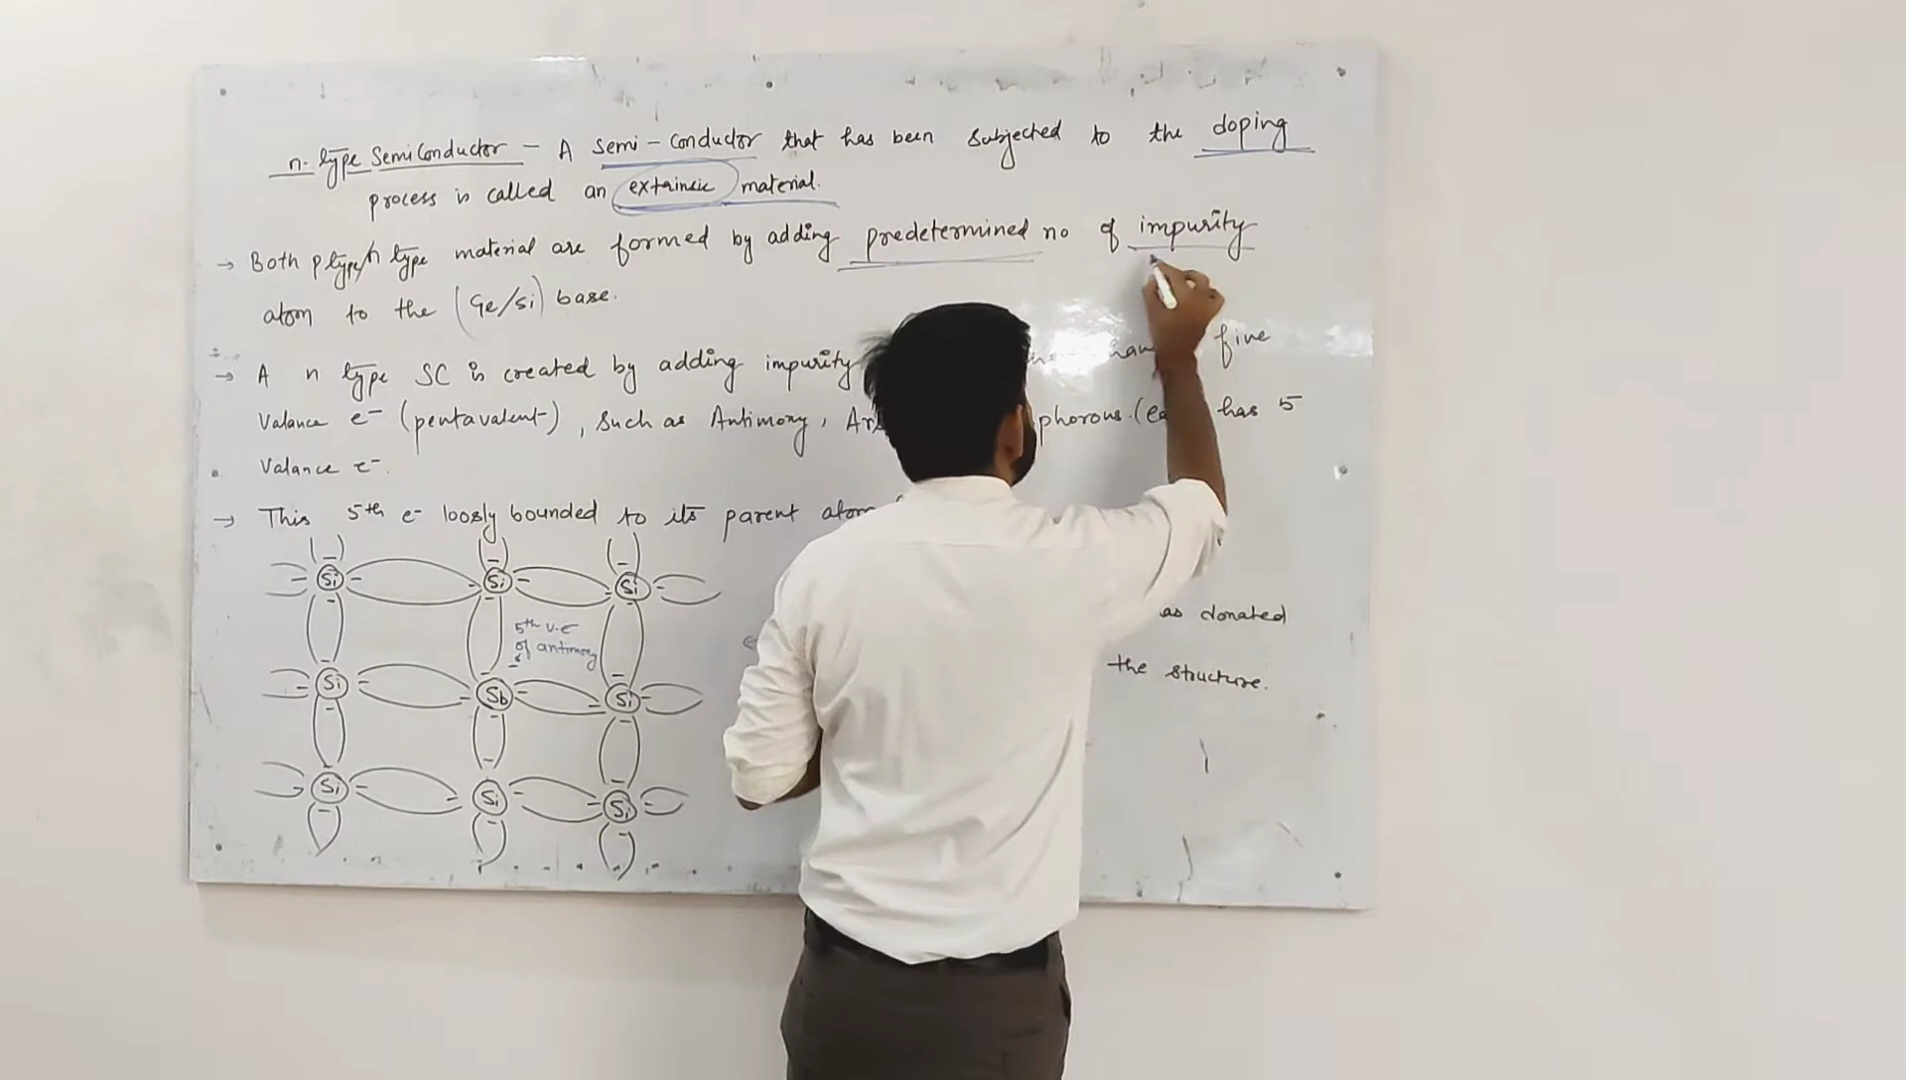 n-type Semiconductor - A semi-conductor that has been subjected to the doping
process is called an extrinsic material.
→ Both p type/n type material are formed by adding predetermined no of impurity
atom to the (Ge/Si) base.
→ A n type SC is created by adding impurity five
Valance e- (pentavalent), such as Antimony, phorous. has 5
Valance e-.
→ This 5th e- loosly bounded to its parent atom
as donated
the structure.
Si Si Si
5th v.e-
of antimony
Si Sb Si
Si Si Si